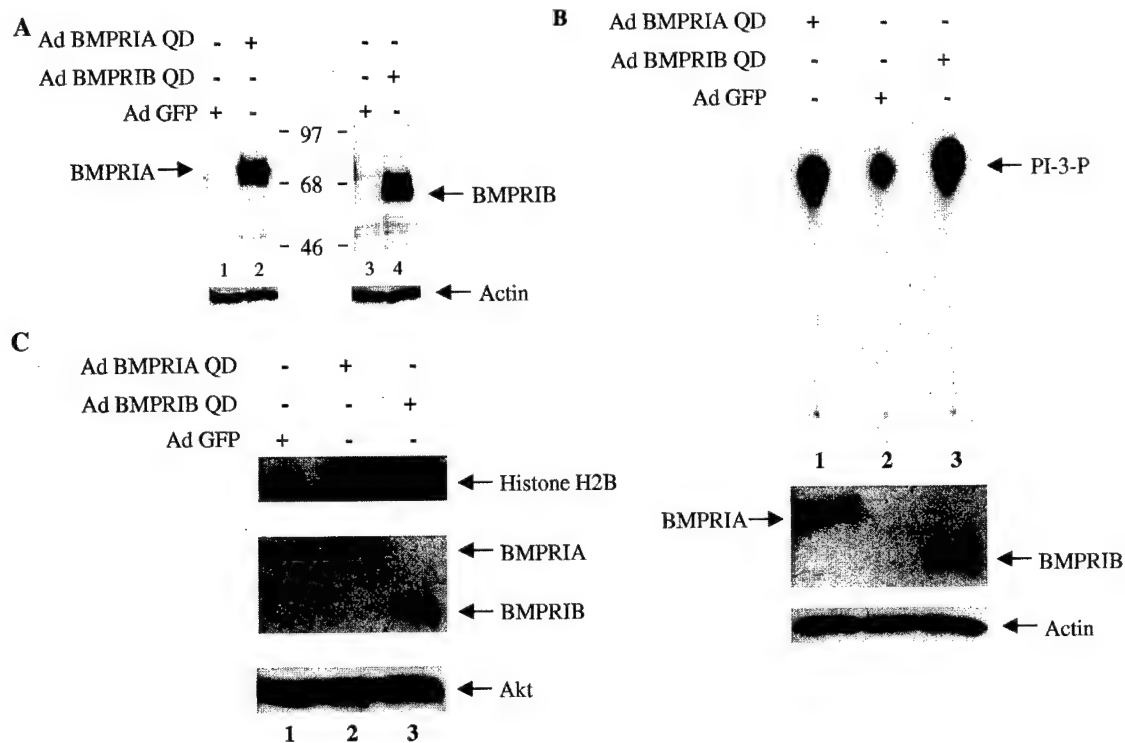 A
Ad BMPRIA QD - + - -
Ad BMPRIB QD - - - +
Ad GFP + - + -
- 97 -
BMPRIA
- 68 -
BMPRIB
- 46 -
1 2 3 4
Actin
B
Ad BMPRIA QD + - -
Ad BMPRIB QD - - +
Ad GFP - + -
PI-3-P
1 2 3
BMPRIA
BMPRIB
Actin
C
Ad BMPRIA QD - + -
Ad BMPRIB QD - - +
Ad GFP + - -
Histone H2B
BMPRIA
BMPRIB
Akt
1 2 3